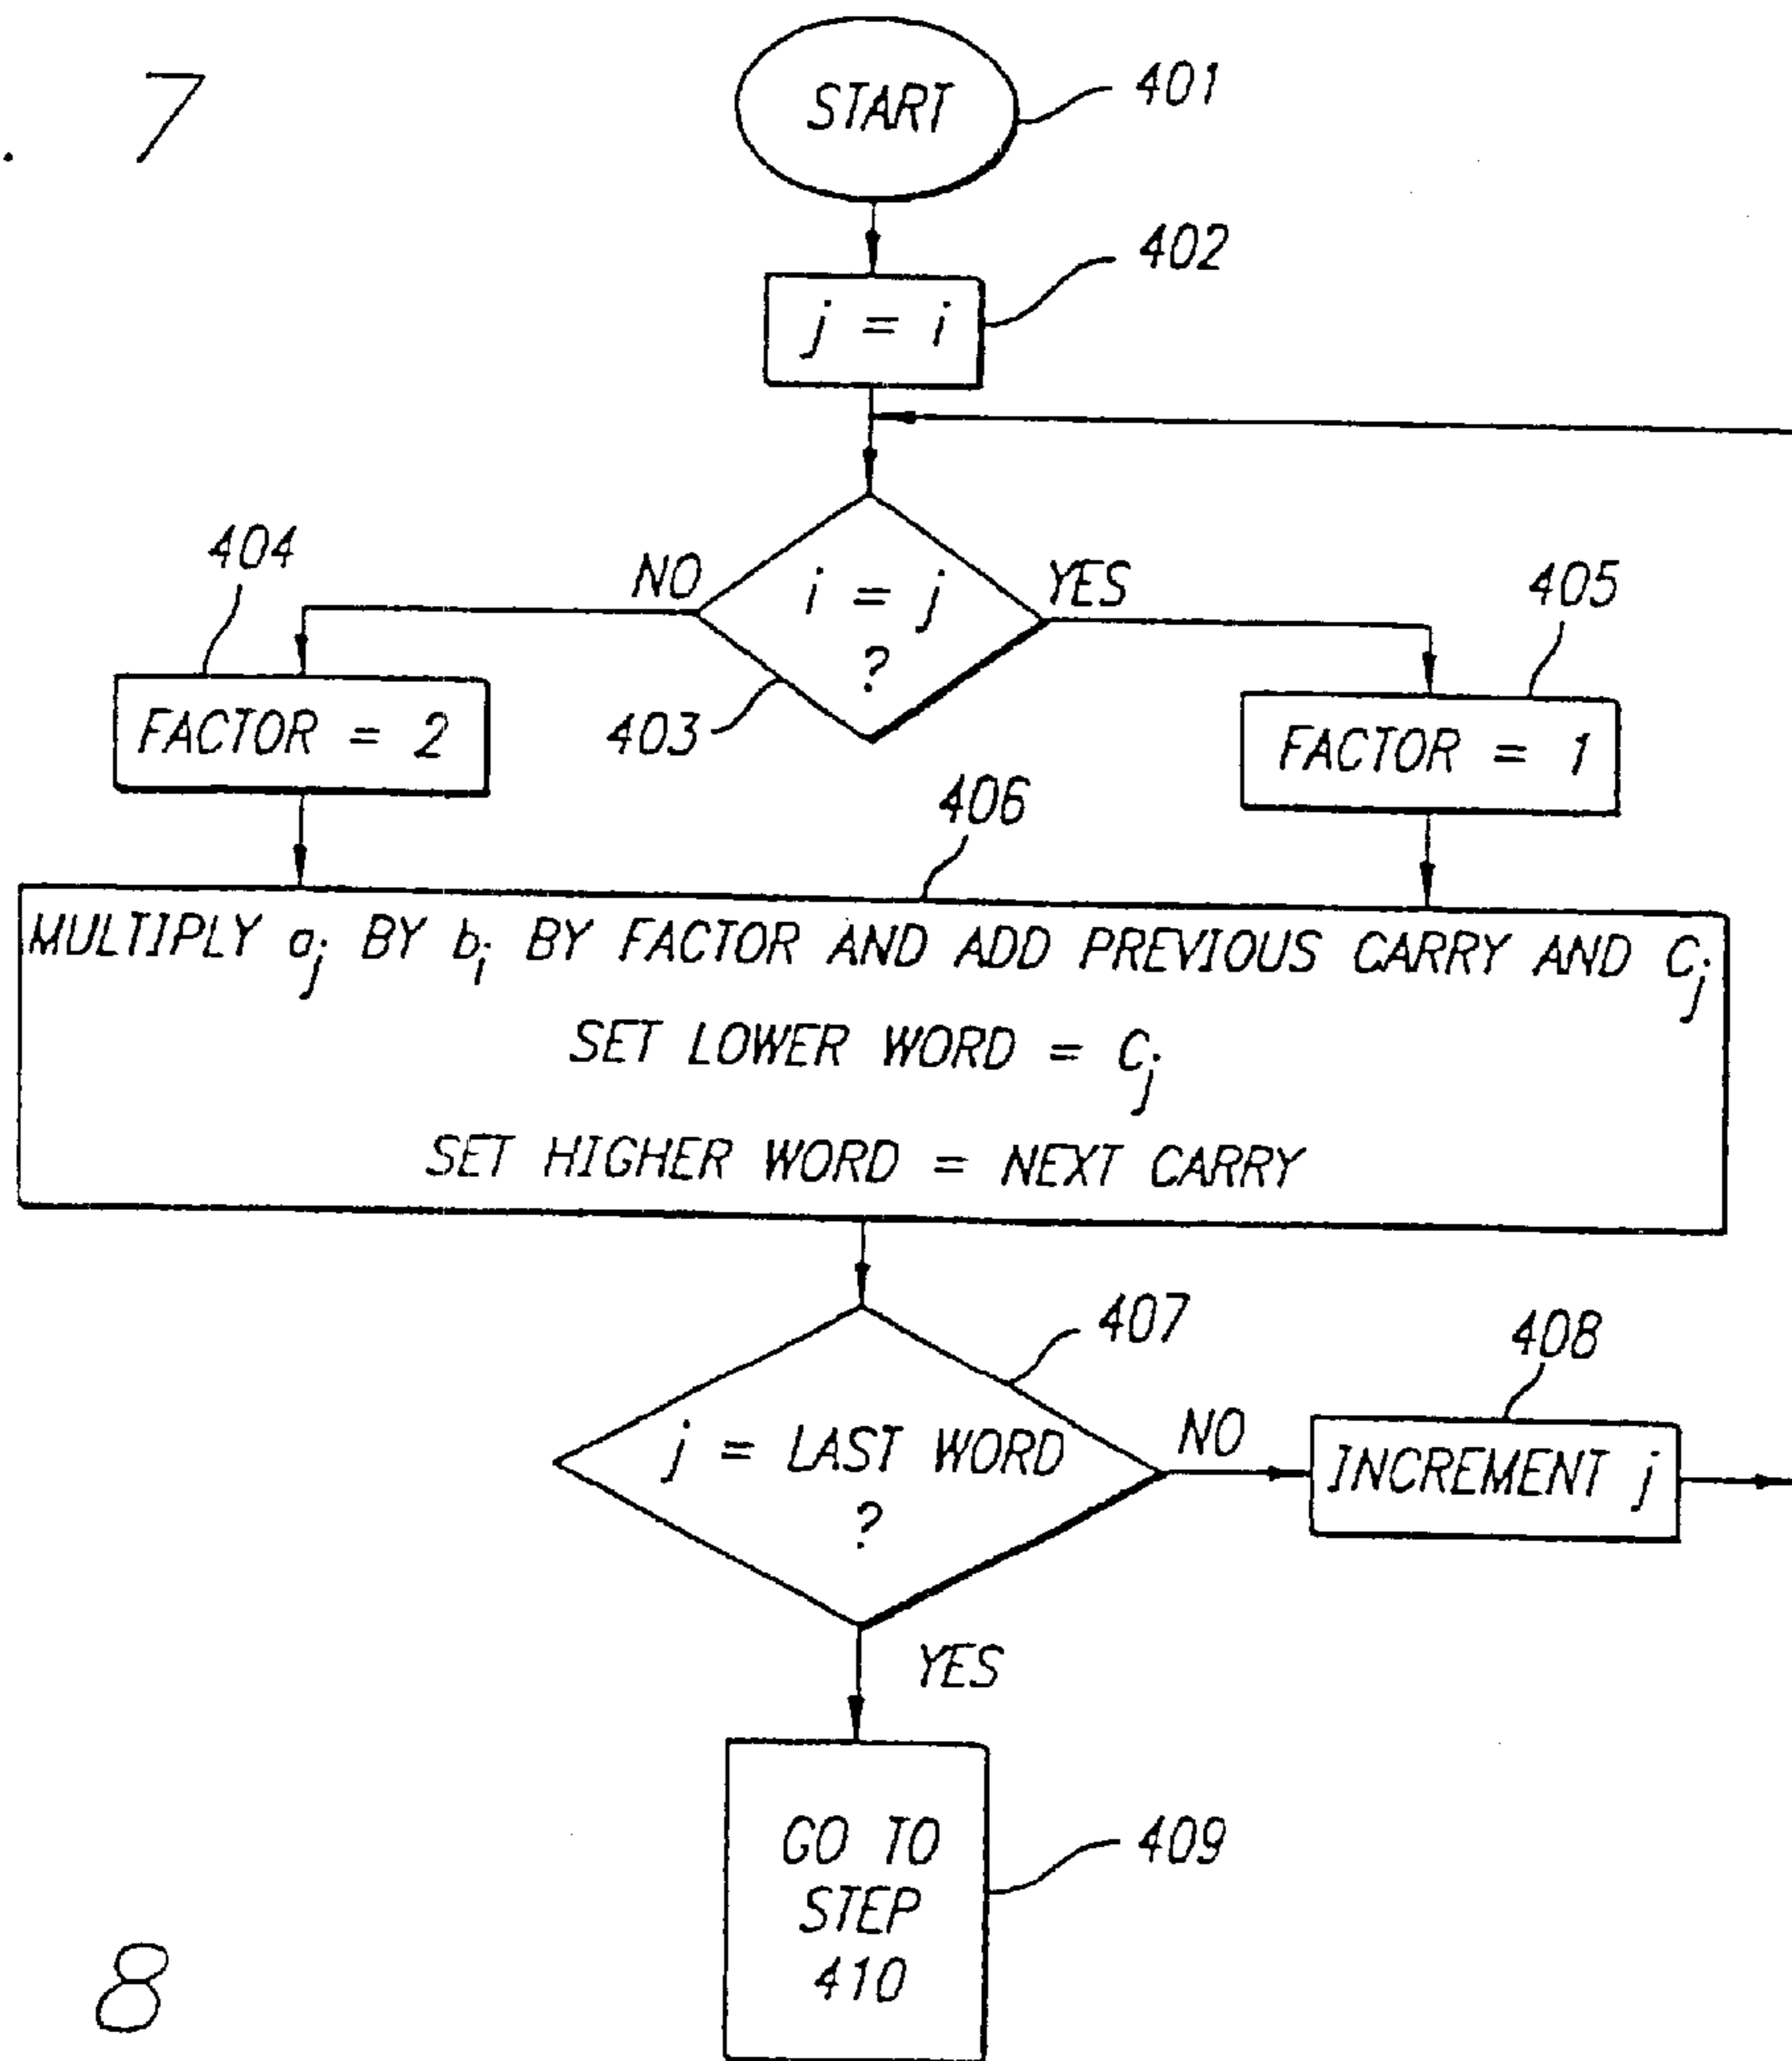 . 7
START
401
j = i
402
404
NO
i = j
?
YES
405
403
FACTOR = 2
FACTOR = 1
406
MULTIPLY aj BY bi BY FACTOR AND ADD PREVIOUS CARRY AND Cj
SET LOWER WORD = Cj
SET HIGHER WORD = NEXT CARRY
407
408
j = LAST WORD
?
NO
INCREMENT j
YES
GO TO
STEP
410
409
8